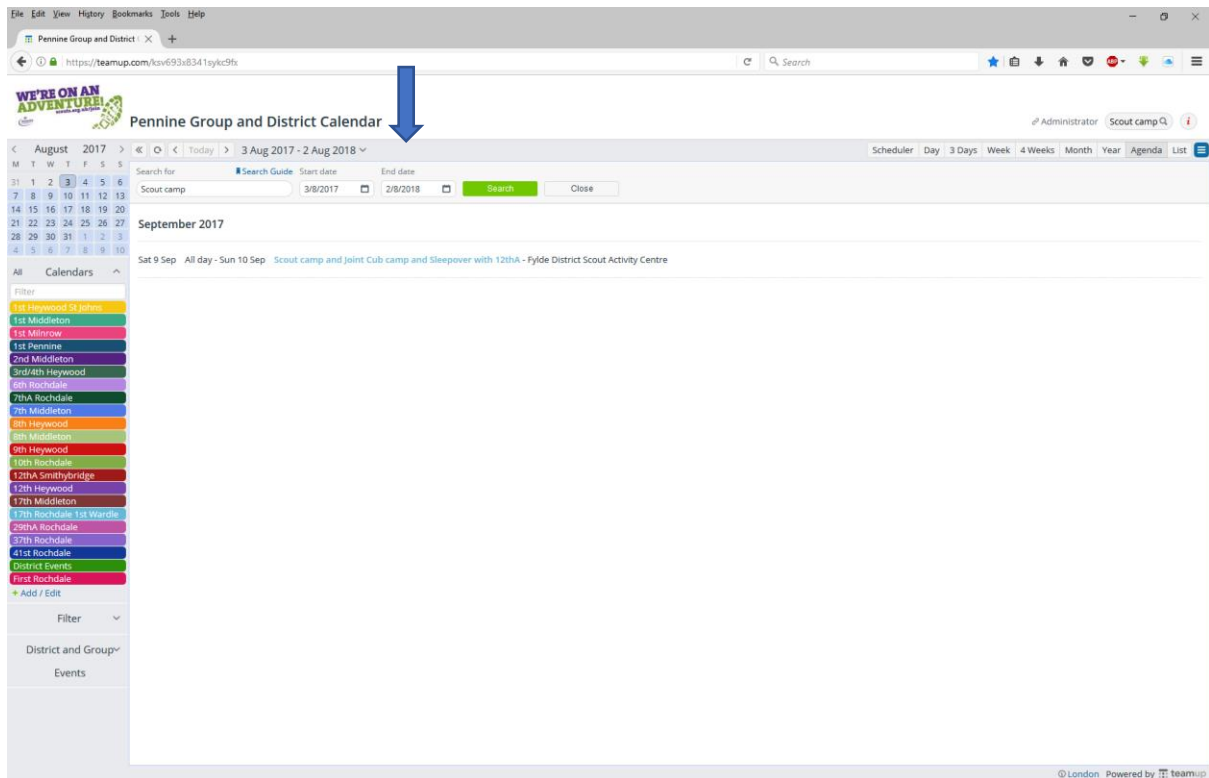 File Edit View History Bookmarks Tools Help
Pennine Group and District C
https://teamup.com/ksv693x8341sykc9fx
Search
WE'RE ON AN
ADVENTURE!
scouts.org.uk/join
Pennine Group and District Calendar
Administrator Scout camp i
August 2017
Today 3 Aug 2017 - 2 Aug 2018
Scheduler Day 3 Days Week 4 Weeks Month Year Agenda List
M T W T F S S
31 1 2 3 4 5 6
7 8 9 10 11 12 13
14 15 16 17 18 19 20
21 22 23 24 25 26 27
28 29 30 31 1 2 3
4 5 6 7 8 9 10
Search for Search Guide Start date End date
Scout camp 3/8/2017 2/8/2018 Search Close
September 2017
Sat 9 Sep All day - Sun 10 Sep Scout camp and Joint Cub camp and Sleepover with 12thA - Fylde District Scout Activity Centre
All Calendars
Filter
1st Heywood St Johns
1st Middleton
1st Milnrow
1st Pennine
2nd Middleton
3rd/4th Heywood
6th Rochdale
7thA Rochdale
7th Middleton
8th Heywood
8th Middleton
9th Heywood
10th Rochdale
12thA Smithybridge
12th Heywood
17th Middleton
17th Rochdale 1st Wardle
29thA Rochdale
37th Rochdale
41st Rochdale
District Events
First Rochdale
+ Add / Edit
Filter
District and Group
Events
London Powered by teamup